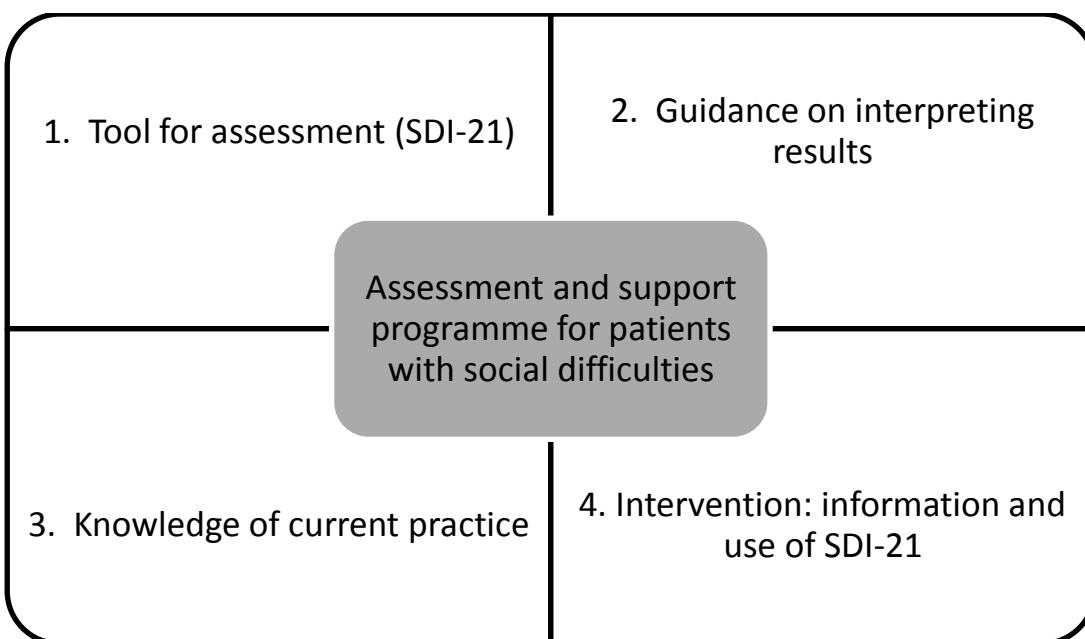 1. Tool for assessment (SDI-21)
2. Guidance on interpreting
results
Assessment and support
programme for patients
with social difficulties
3. Knowledge of current practice
4. Intervention: information and
use of SDI-21